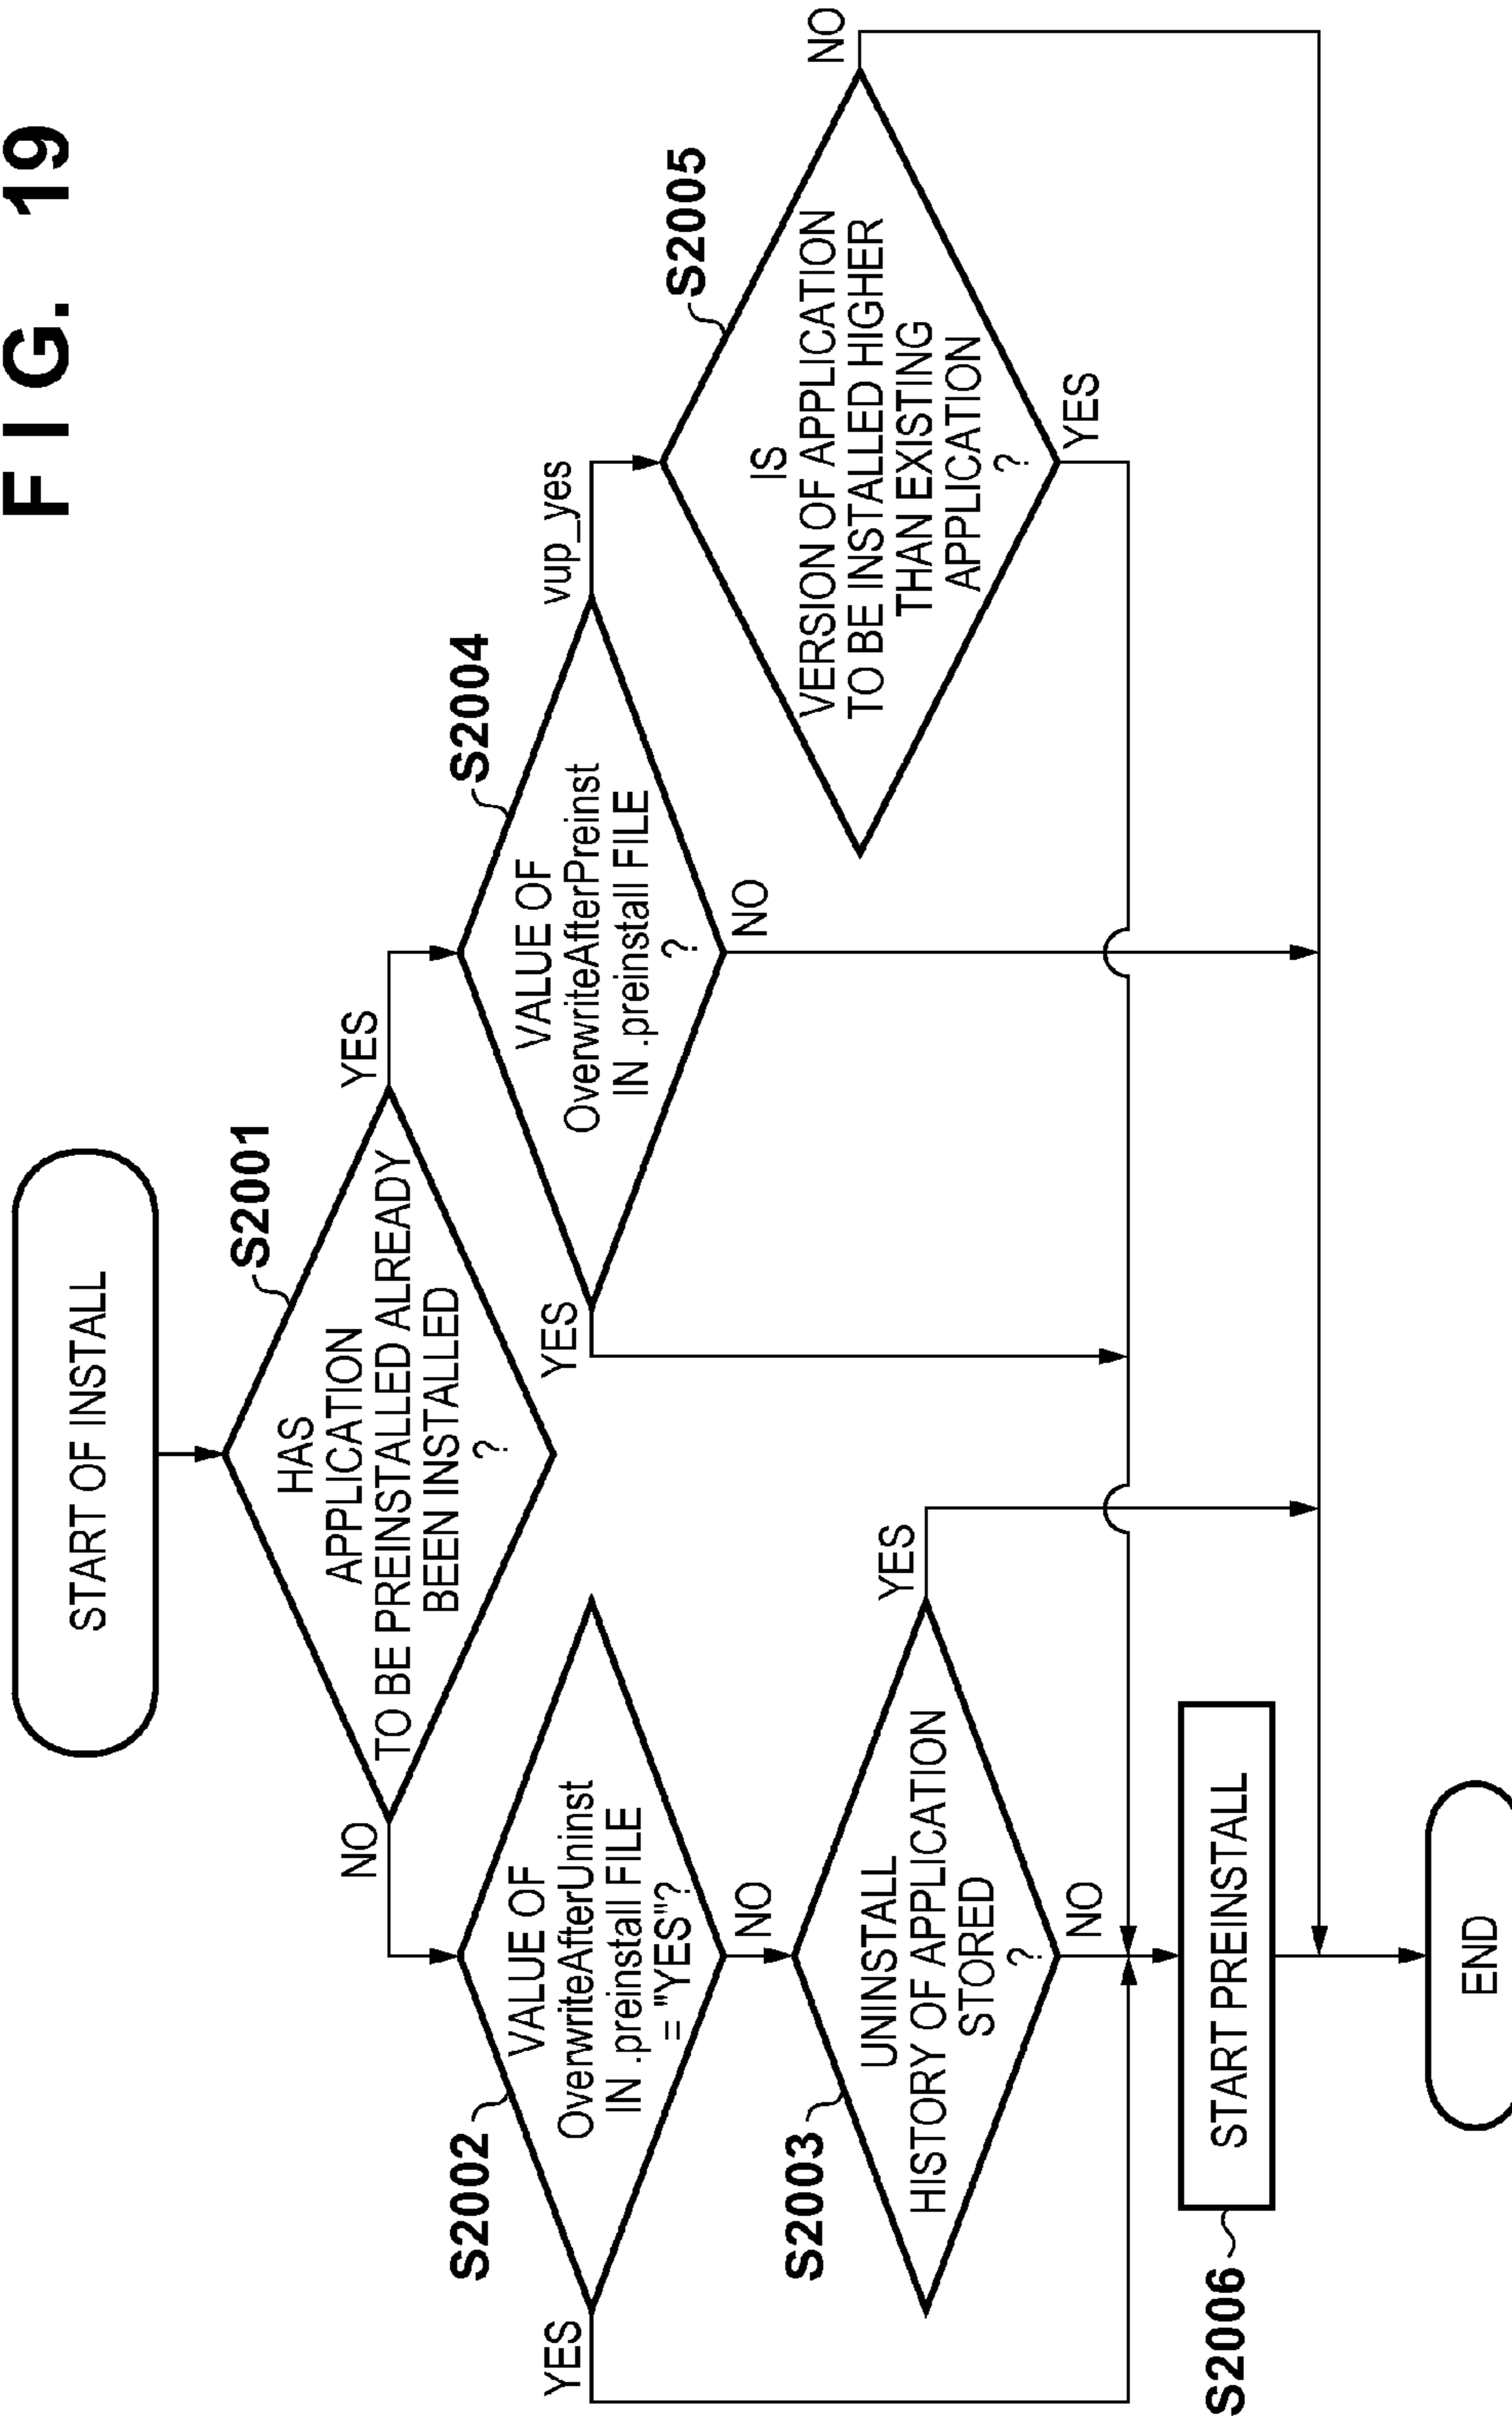 FIG. 19
START OF INSTALL
S2001
HAS
APPLICATION
TO BE PREINSTALLED ALREADY
BEEN INSTALLED
?
NO
YES
S2002
VALUE OF
OverwriteAfterUninst
IN .preinstall FILE
= "YES"?
YES
NO
S2004
VALUE OF
OverwriteAfterPreinst
IN .preinstall FILE
?
YES
NO
vup_yes
S2003
UNINSTALL
HISTORY OF APPLICATION
STORED
?
YES
NO
S2005
IS
VERSION OF APPLICATION
TO BE INSTALLED HIGHER
THAN EXISTING
APPLICATION
?
NO
YES
S2006
START PREINSTALL
END